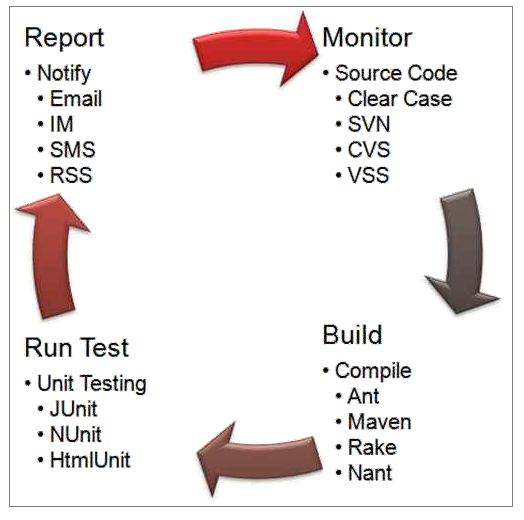 Report
• Notify
• Email
• IM
• SMS
• RSS
Monitor
• Source Code
• Clear Case
• SVN
• CVS
• VSS
Build
• Compile
• Ant
• Maven
• Rake
• Nant
Run Test
• Unit Testing
• JUnit
• NUnit
• HtmlUnit